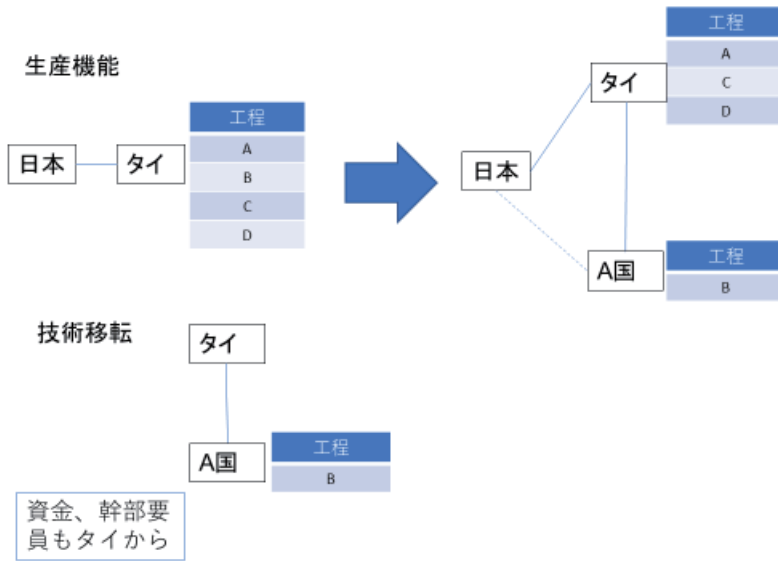 生産機能
日本
タイ
工程
A
B
C
D
日本
タイ
工程
A
C
D
A国
工程
B
技術移転
タイ
A国
工程
B
資金、幹部要
員もタイから